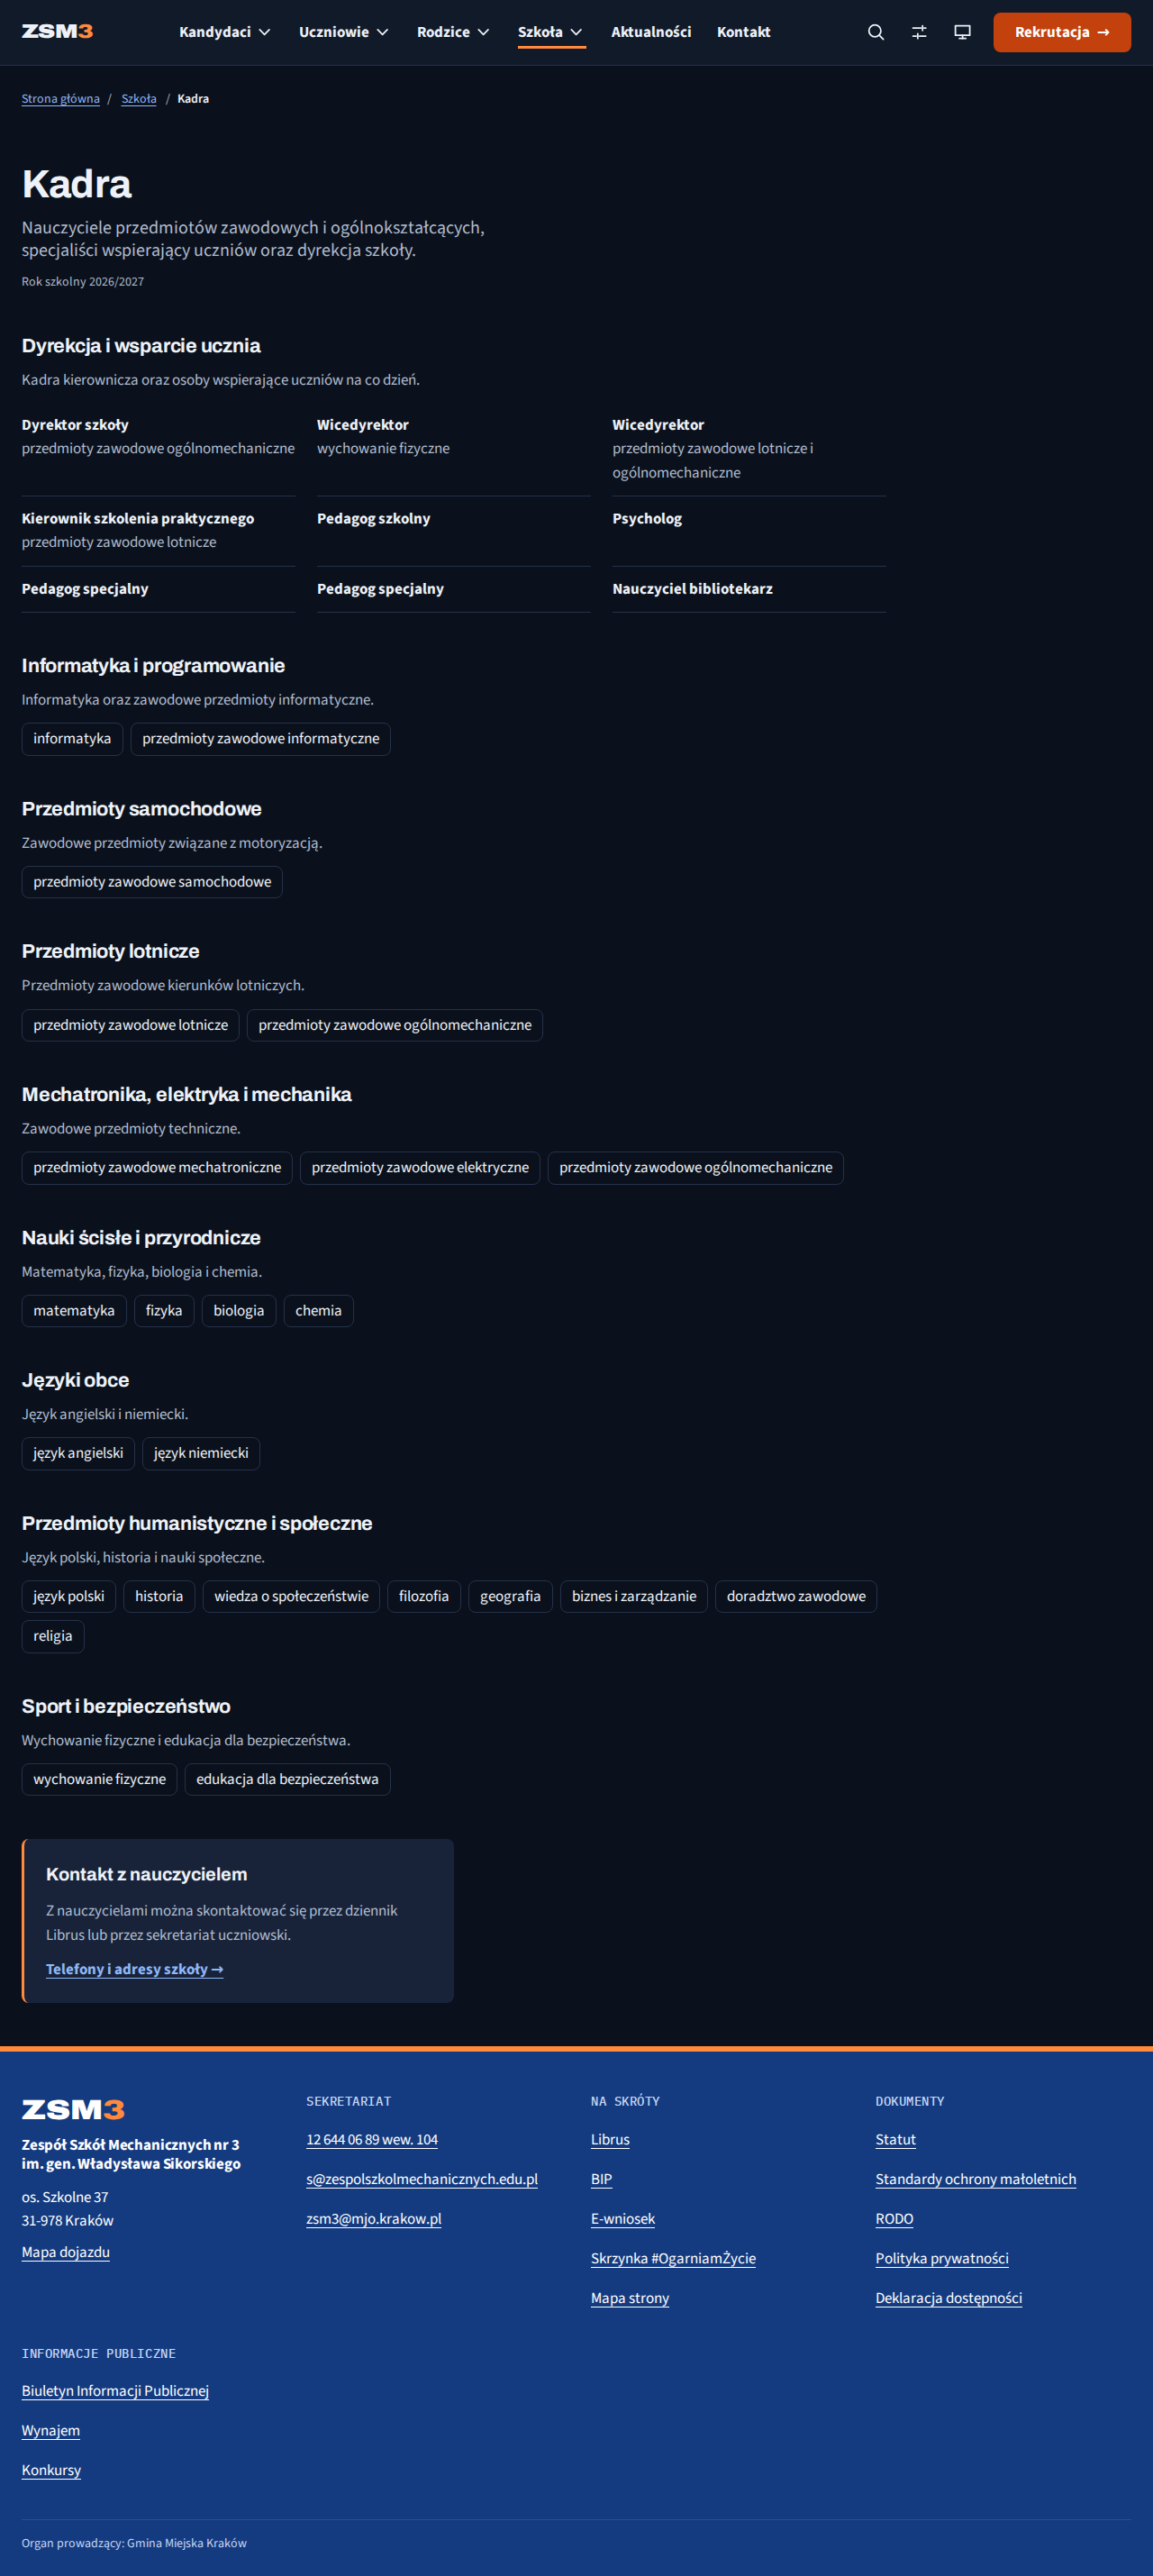 ZSM3 Kandydaci Uczniowie Rodzice Szkoła Aktualności Kontakt Rekrutacja →
Strona główna / Szkoła / Kadra
Kadra
Nauczyciele przedmiotów zawodowych i ogólnokształcących,
specjaliści wspierający uczniów oraz dyrekcja szkoły.
Rok szkolny 2026/2027
Dyrekcja i wsparcie ucznia
Kadra kierownicza oraz osoby wspierające uczniów na co dzień.
Dyrektor szkoły
przedmioty zawodowe ogólnomechaniczne
Wicedyrektor
wychowanie fizyczne
Wicedyrektor
przedmioty zawodowe lotnicze i
ogólnomechaniczne
Kierownik szkolenia praktycznego
przedmioty zawodowe lotnicze
Pedagog szkolny
Psycholog
Pedagog specjalny
Pedagog specjalny
Nauczyciel bibliotekarz
Informatyka i programowanie
Informatyka oraz zawodowe przedmioty informatyczne.
informatyka przedmioty zawodowe informatyczne
Przedmioty samochodowe
Zawodowe przedmioty związane z motoryzacją.
przedmioty zawodowe samochodowe
Przedmioty lotnicze
Przedmioty zawodowe kierunków lotniczych.
przedmioty zawodowe lotnicze przedmioty zawodowe ogólnomechaniczne
Mechatronika, elektryka i mechanika
Zawodowe przedmioty techniczne.
przedmioty zawodowe mechatroniczne przedmioty zawodowe elektryczne przedmioty zawodowe ogólnomechaniczne
Nauki ścisłe i przyrodnicze
Matematyka, fizyka, biologia i chemia.
matematyka fizyka biologia chemia
Języki obce
Język angielski i niemiecki.
język angielski język niemiecki
Przedmioty humanistyczne i społeczne
Język polski, historia i nauki społeczne.
język polski historia wiedza o społeczeństwie filozofia geografia biznes i zarządzanie doradztwo zawodowe
religia
Sport i bezpieczeństwo
Wychowanie fizyczne i edukacja dla bezpieczeństwa.
wychowanie fizyczne edukacja dla bezpieczeństwa
Kontakt z nauczycielem
Z nauczycielami można skontaktować się przez dziennik
Librus lub przez sekretariat uczniowski.
Telefony i adresy szkoły →
ZSM3
Zespół Szkół Mechanicznych nr 3
im. gen. Władysława Sikorskiego
os. Szkolne 37
31-978 Kraków
Mapa dojazdu
SEKRETARIAT
12 644 06 89 wew. 104
s@zespolszkolmechanicznych.edu.pl
zsm3@mjo.krakow.pl
NA SKRÓTY
Librus
BIP
E-wniosek
Skrzynka #OgarniamŻycie
Mapa strony
DOKUMENTY
Statut
Standardy ochrony małoletnich
RODO
Polityka prywatności
Deklaracja dostępności
INFORMACJE PUBLICZNE
Biuletyn Informacji Publicznej
Wynajem
Konkursy
Organ prowadzący: Gmina Miejska Kraków